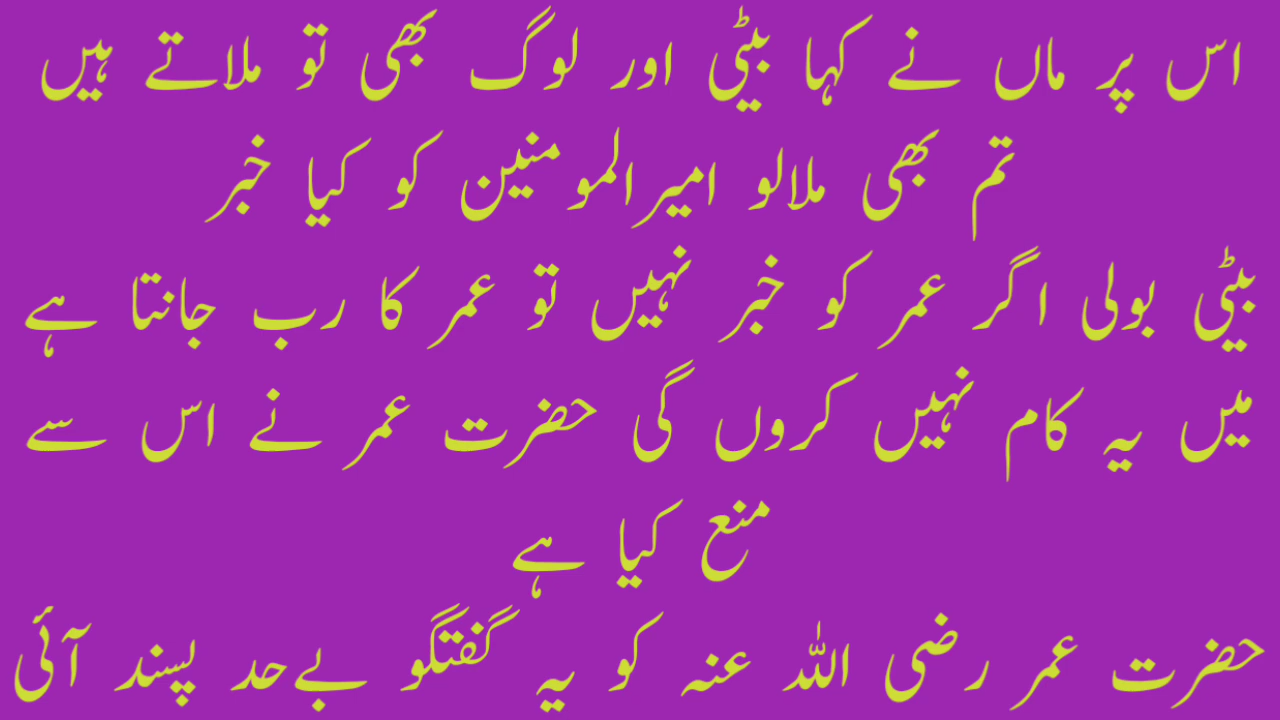 اس پر ماں نے کہا بیٹی اور لوگ بھی تو ملاتے ہیں
تم بھی ملالو امیرالمومنین کو کیا خبر
بیٹی بولی اگر عمر کو خبر نہیں تو عمر کا رب جانتا ہے
میں یہ کام نہیں کروں گی حضرت عمر نے اس سے
منع کیا ہے
حضرت عمر رضی اللہ عنہ کو یہ گفتگو بےحد پسند آئی